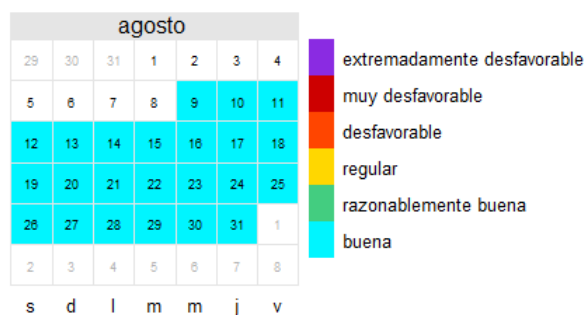 agosto
29 30 31 1 2 3 4
5 6 7 8 9 10 11
12 13 14 15 16 17 18
19 20 21 22 23 24 25
26 27 28 29 30 31 1
2 3 4 5 6 7 8
s d l m m j v
extremadamente desfavorable
muy desfavorable
desfavorable
regular
razonablemente buena
buena